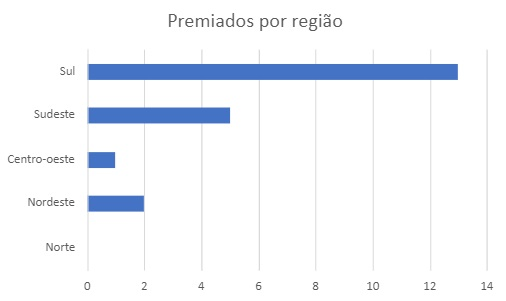 Premiados por região
Sul
Sudeste
Centro-oeste
Nordeste
Norte
0 2 4 6 8 10 12 14